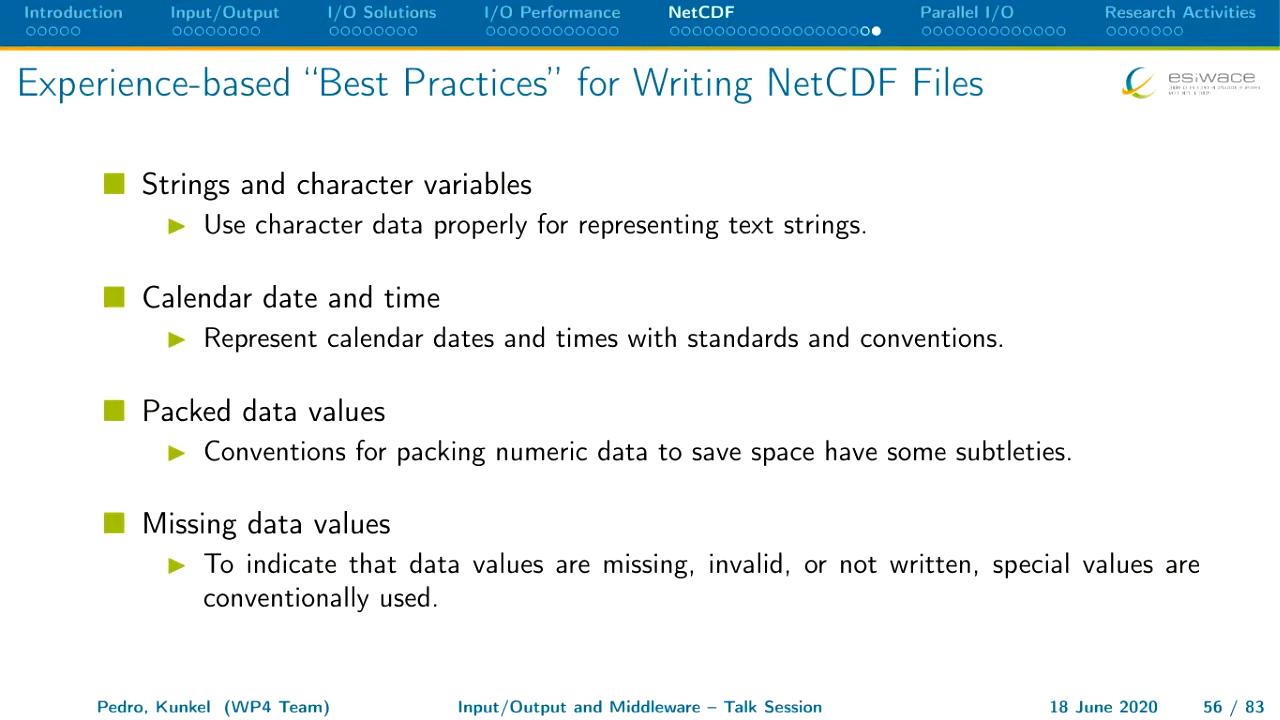 Introduction Input/Output I/O Solutions I/O Performance NetCDF Parallel I/O Research Activities
Experience-based “Best Practices” for Writing NetCDF Files
esiwace
Strings and character variables
Use character data properly for representing text strings.
Calendar date and time
Represent calendar dates and times with standards and conventions.
Packed data values
Conventions for packing numeric data to save space have some subtleties.
Missing data values
To indicate that data values are missing, invalid, or not written, special values are
conventionally used.
Pedro, Kunkel (WP4 Team) Input/Output and Middleware – Talk Session 18 June 2020 56 / 83